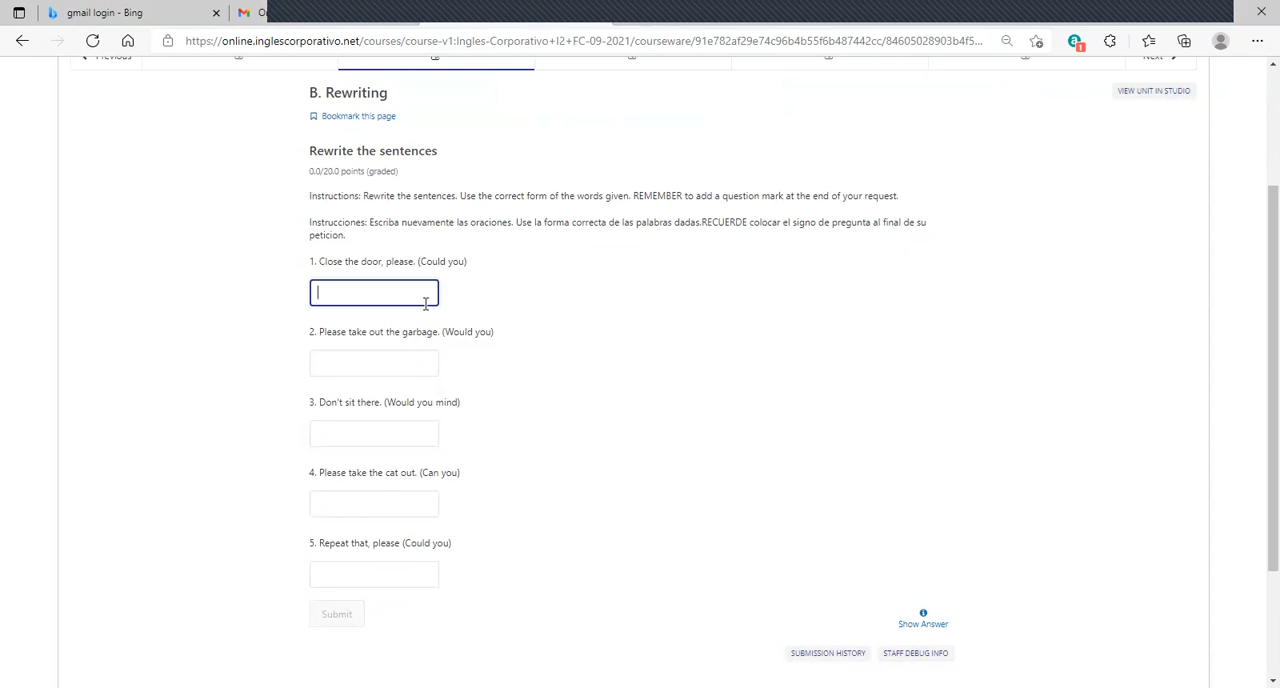 gmail login - Bing
https://online.inglescorporativo.net/courses/course-v1:Ingles-Corporativo+I2+FC-09-2021/courseware/91e782af29e74c96b4b55f6b487442cc/84605028903b4f5...
1
Previous
Next
B. Rewriting
VIEW UNIT IN STUDIO
Bookmark this page
Rewrite the sentences
0.0/20.0 points (graded)
Instructions: Rewrite the sentences. Use the correct form of the words given. REMEMBER to add a question mark at the end of your request.
Instrucciones: Escriba nuevamente las oraciones. Use la forma correcta de las palabras dadas.RECUERDE colocar el signo de pregunta al final de su
peticion.
1. Close the door, please. (Could you)
2. Please take out the garbage. (Would you)
3. Don't sit there. (Would you mind)
4. Please take the cat out. (Can you)
5. Repeat that, please (Could you)
Submit
Show Answer
SUBMISSION HISTORY
STAFF DEBUG INFO